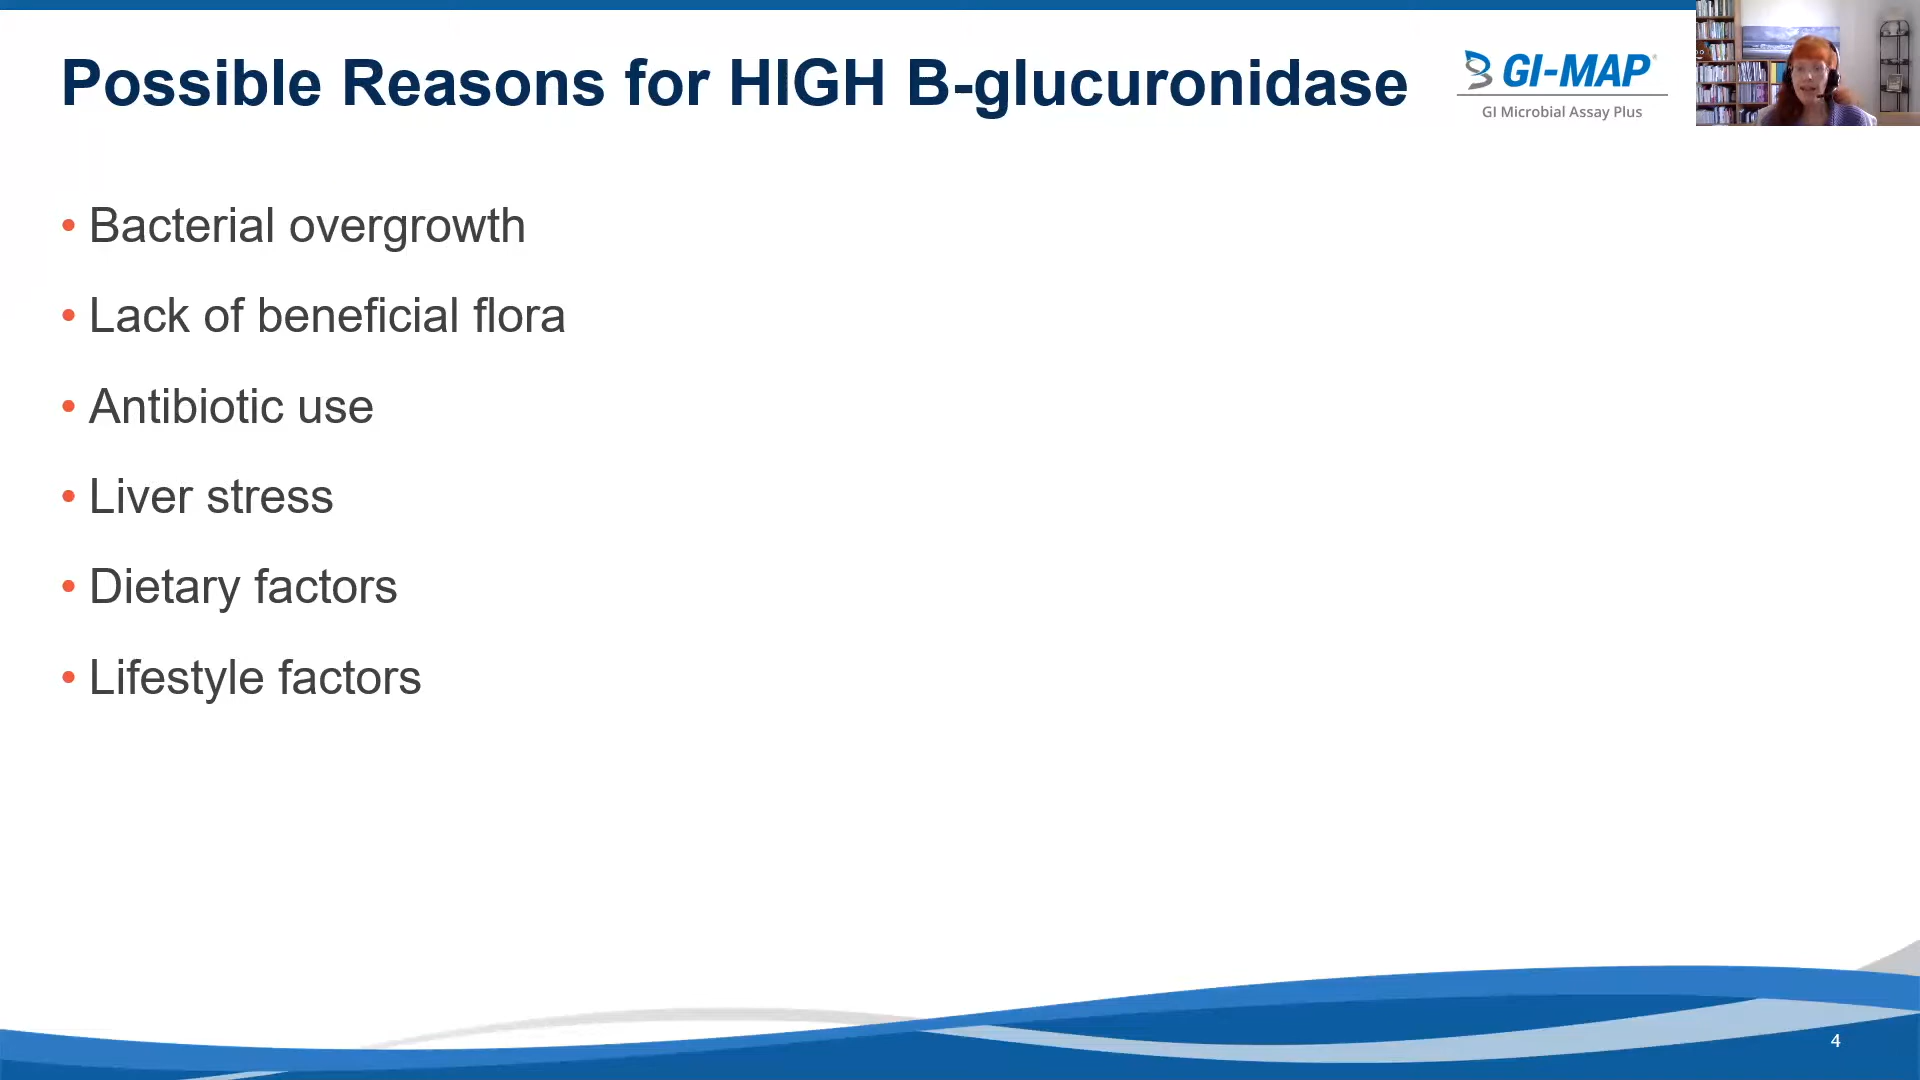 Possible Reasons for HIGH B-glucuronidase
GI-MAP®
GI Microbial Assay Plus
• Bacterial overgrowth
• Lack of beneficial flora
• Antibiotic use
• Liver stress
• Dietary factors
• Lifestyle factors
4